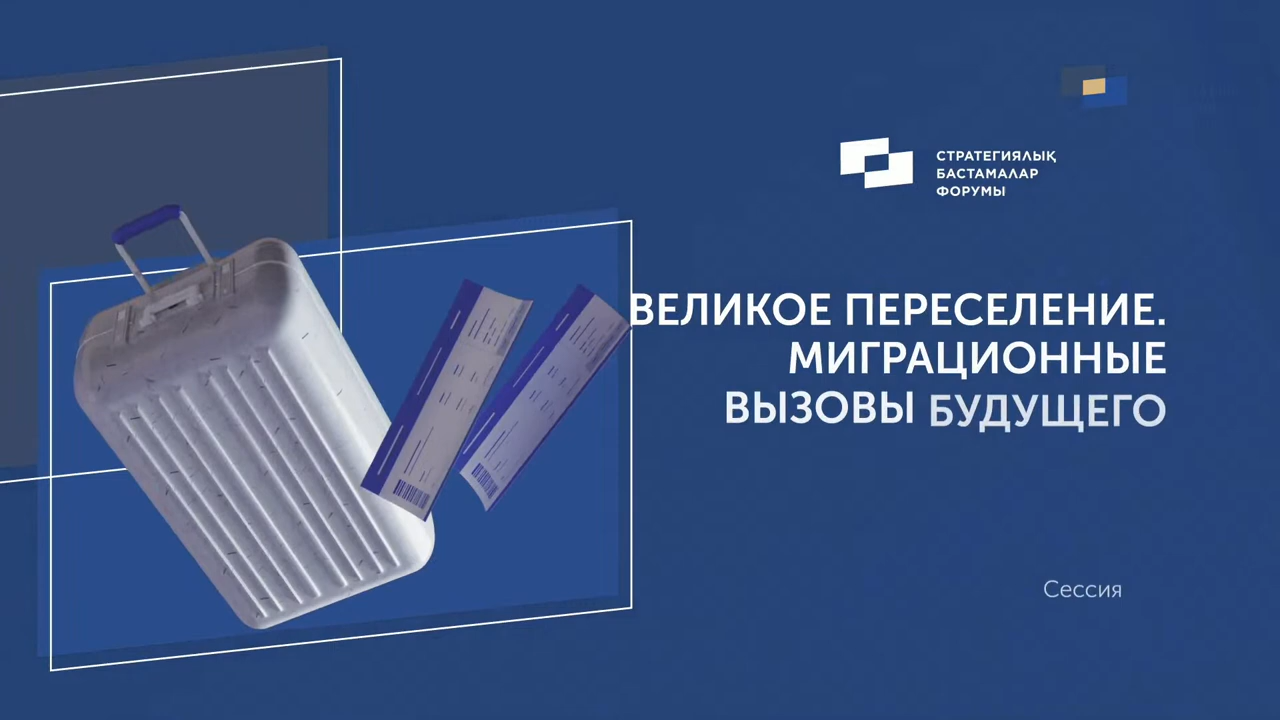 СТРАТЕГИЯЛЫҚ
БАСТАМАЛАР
ФОРУМЫ
ВЕЛИКОЕ ПЕРЕСЕЛЕНИЕ.
МИГРАЦИОННЫЕ
ВЫЗОВЫ БУДУЩЕГО
Сессия